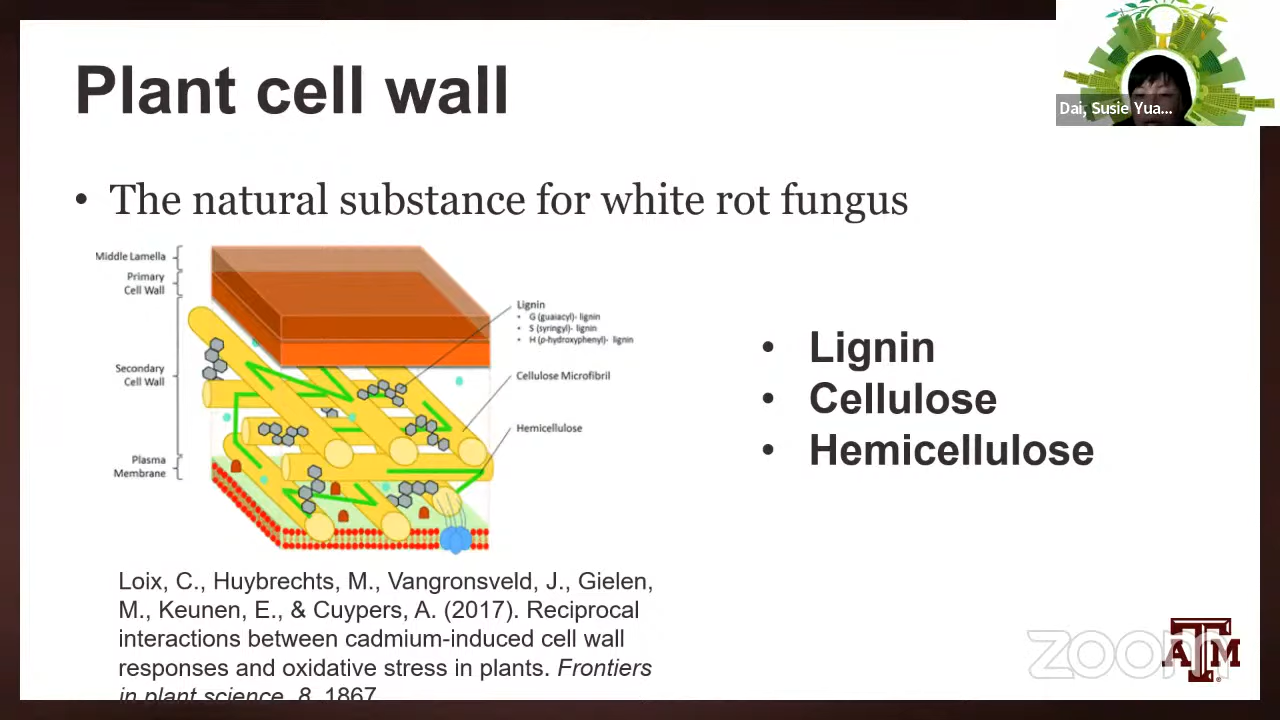 Plant cell wall
Dai, Susie Yua...
• The natural substance for white rot fungus
Middle Lamella
Primary
Cell Wall
Secondary
Cell Wall
Plasma
Membrane
Lignin
• G (guaiacyl)- lignin
• S (syringyl)- lignin
• H (p-hydroxyphenyl)- lignin
Cellulose Microfibril
Hemicellulose
• Lignin
• Cellulose
• Hemicellulose
Loix, C., Huybrechts, M., Vangronsveld, J., Gielen,
M., Keunen, E., & Cuypers, A. (2017). Reciprocal
interactions between cadmium-induced cell wall
responses and oxidative stress in plants. Frontiers
in plant science, 8, 1867.
zoom
ATM